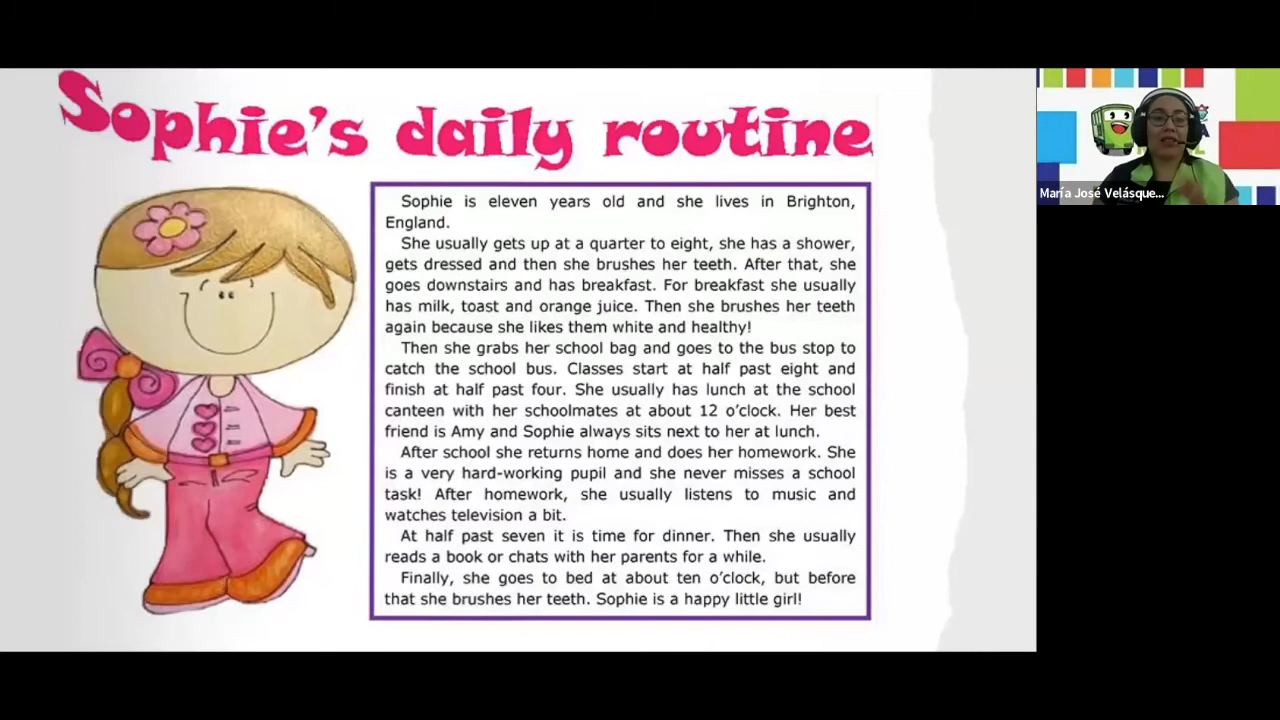 Sophie's daily routine
Sophie is eleven years old and she lives in Brighton,
England.
She usually gets up at a quarter to eight, she has a shower,
gets dressed and then she brushes her teeth. After that, she
goes downstairs and has breakfast. For breakfast she usually
has milk, toast and orange juice. Then she brushes her teeth
again because she likes them white and healthy!
Then she grabs her school bag and goes to the bus stop to
catch the school bus. Classes start at half past eight and
finish at half past four. She usually has lunch at the school
canteen with her schoolmates at about 12 o'clock. Her best
friend is Amy and Sophie always sits next to her at lunch.
After school she returns home and does her homework. She
is a very hard-working pupil and she never misses a school
task! After homework, she usually listens to music and
watches television a bit.
At half past seven it is time for dinner. Then she usually
reads a book or chats with her parents for a while.
Finally, she goes to bed at about ten o'clock, but before
that she brushes her teeth. Sophie is a happy little girl!
María José Velásque...